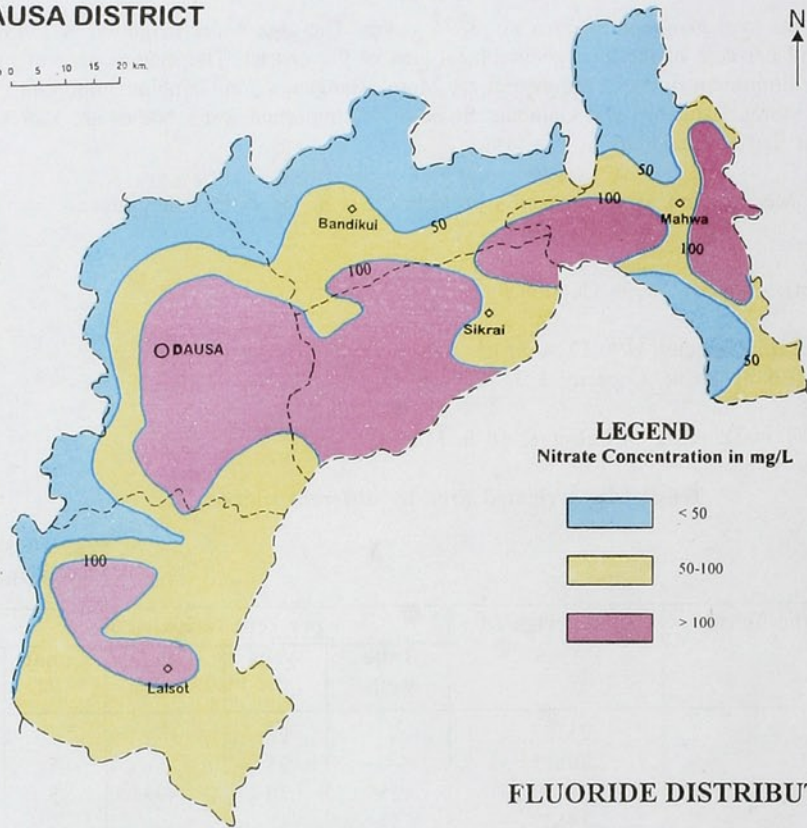 AUSA DISTRICT
N
0 5 10 15 20 km.
50
100
Mahwa
100
Bandikui
50
100
Sikrai
DAUSA
50
LEGEND
Nitrate Concentration in mg/L
< 50
50-100
> 100
100
Lalsot
FLUORIDE DISTRIBUT